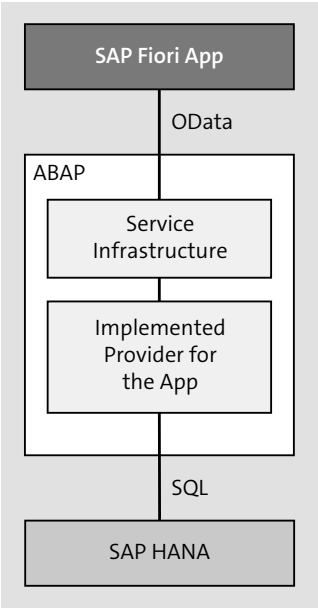 SAP Fiori App
OData
ABAP
Service
Infrastructure
Implemented
Provider for
the App
SQL
SAP HANA